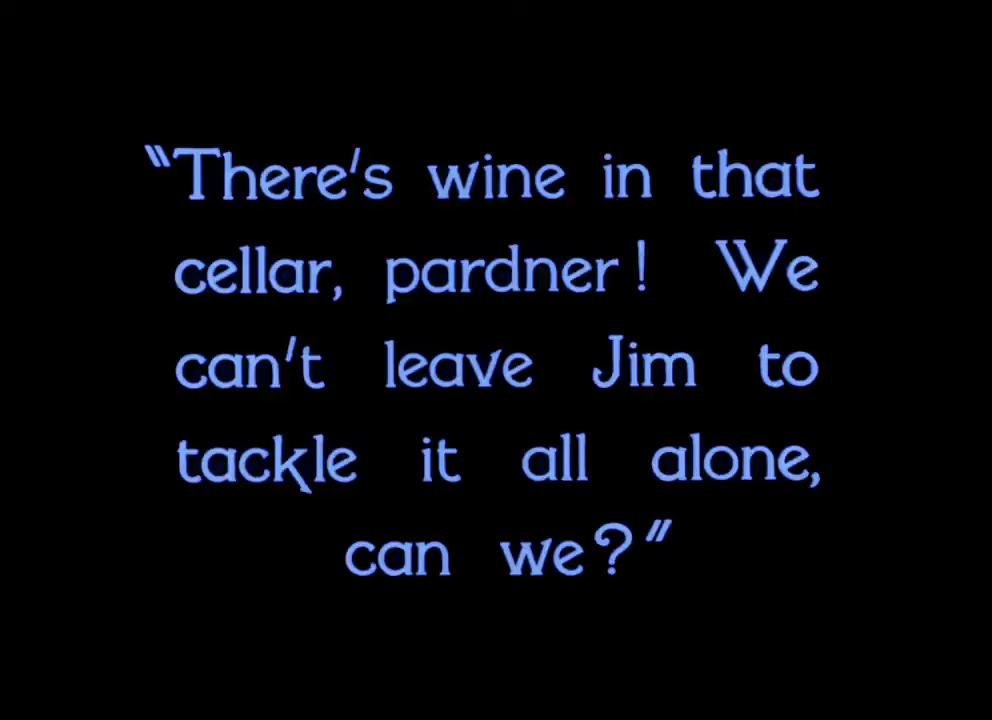 "There's wine in that
cellar, pardner! We
can't leave Jim to
tackle it all alone,
can we?"